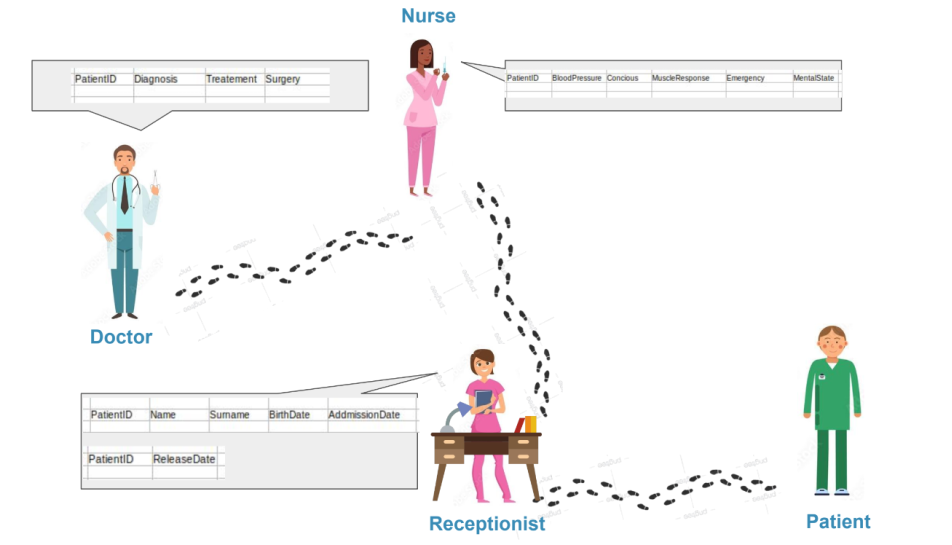 Nurse
PatientID Diagnosis Treatement Surgery
PatientID BloodPressure Concious MuscleResponse Emergency MentalState
Doctor
PatientID Name Surname BirthDate AddmissionDate
PatientID ReleaseDate
Receptionist
Patient